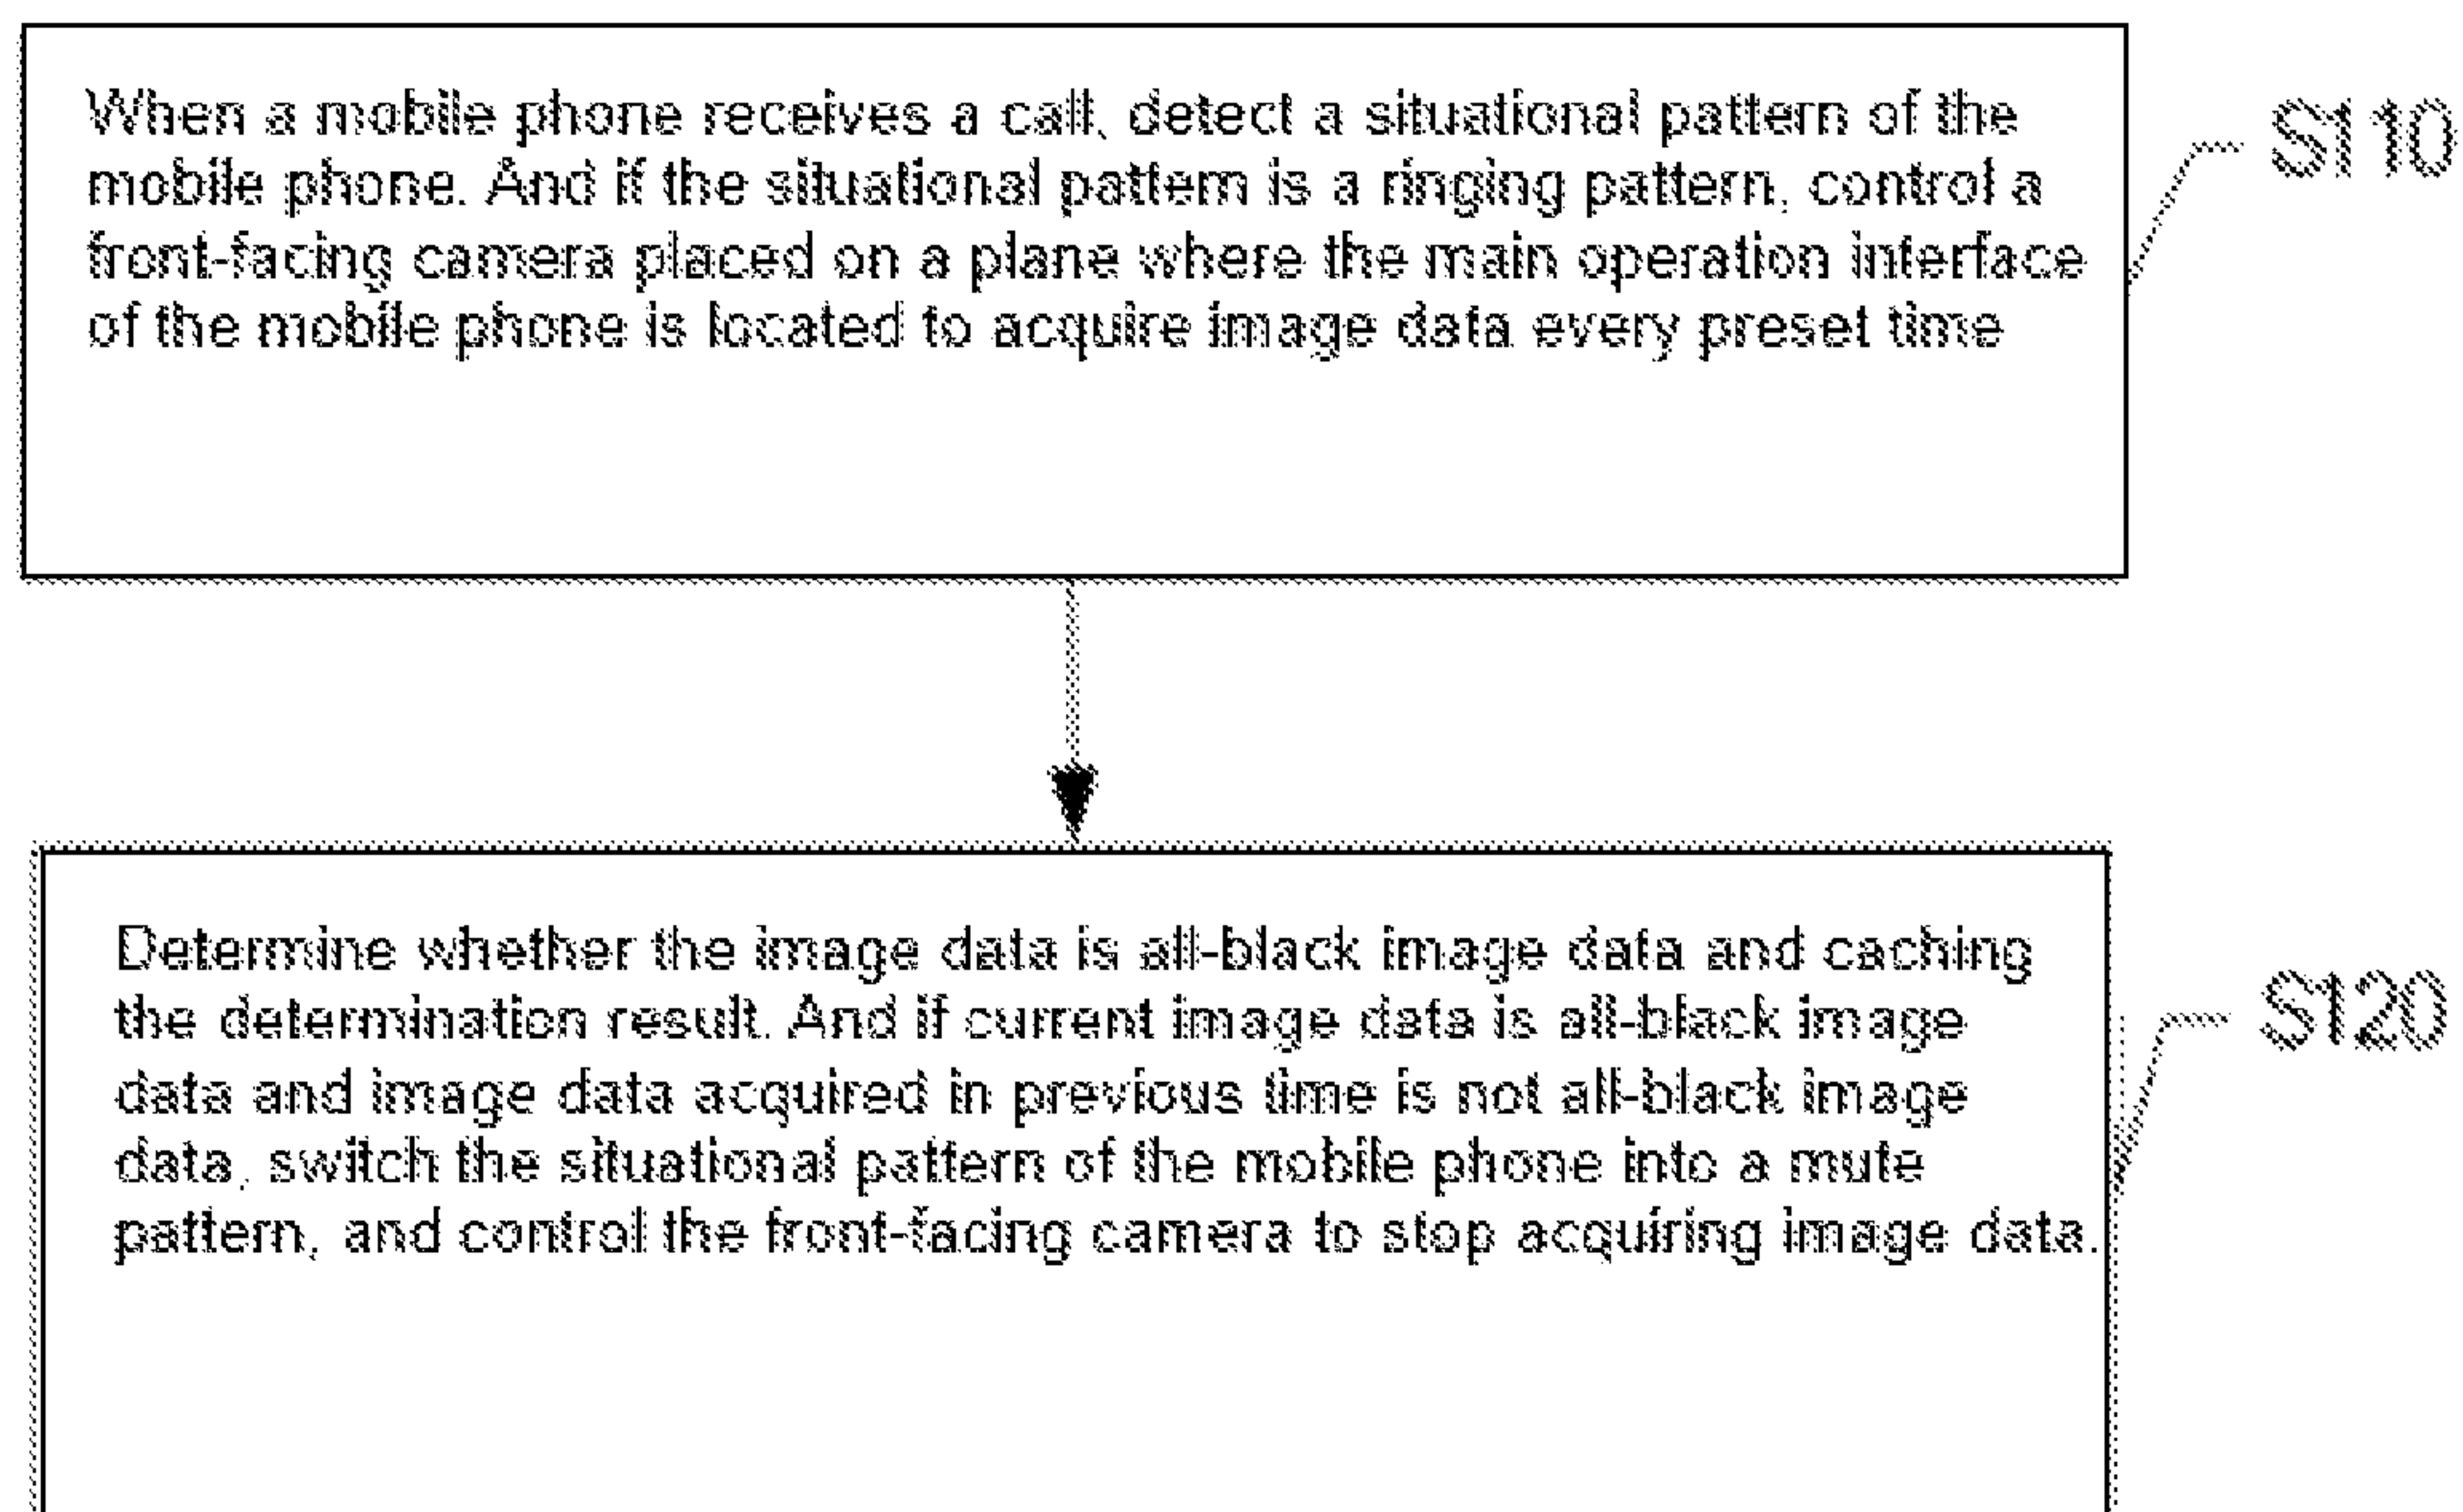 When a mobile phone receives a call, detect a situational pattern of the
mobile phone. And if the situational pattern is a ringing pattern, control a
front-facing camera placed on a plane where the main operation interface
of the mobile phone is located to acquire image data every preset time
S110
Determine whether the image data is all-black image data and caching
the determination result. And if current image data is all-black image
data and image data acquired in previous time is not all-black image
data, switch the situational pattern of the mobile phone into a mute
pattern, and control the front-facing camera to stop acquiring image data.
S120